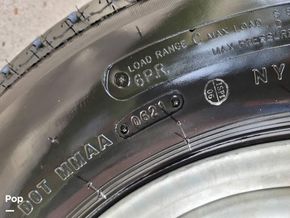 LOAD RANGE C MAX LOAD
6PR
MAX PRESSURE
NY
0621
DOT MMAA
Pop